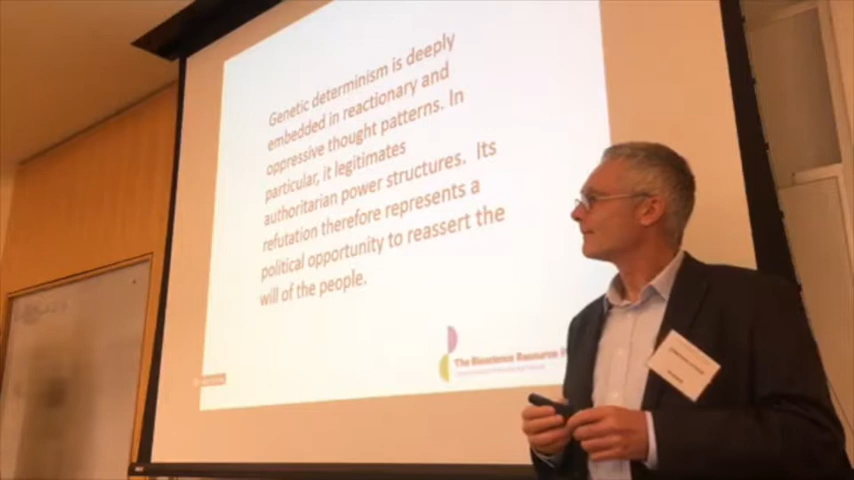 Genetic determinism is deeply
embedded in reactionary and
oppressive thought patterns. In
particular, it legitimates
authoritarian power structures. Its
refutation therefore represents a
political opportunity to reassert the
will of the people.
The Bioscience Resource